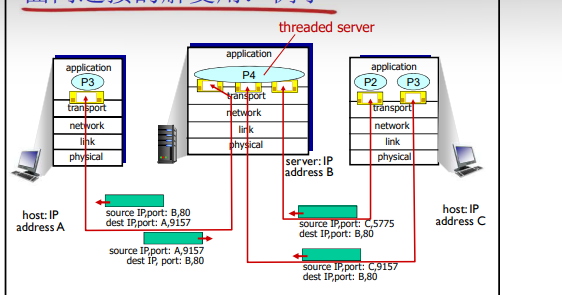 threaded server
application
P3
transport
network
link
physical
host: IP
address A
application
P4
transport
network
link
physical
server: IP
address B
application
P2
P3
transport
network
link
physical
host: IP
address C
source IP,port: B,80
dest IP,port: A,9157
source IP,port: A,9157
dest IP, port: B,80
source IP,port: C,5775
dest IP,port: B,80
source IP,port: C,9157
dest IP,port: B,80